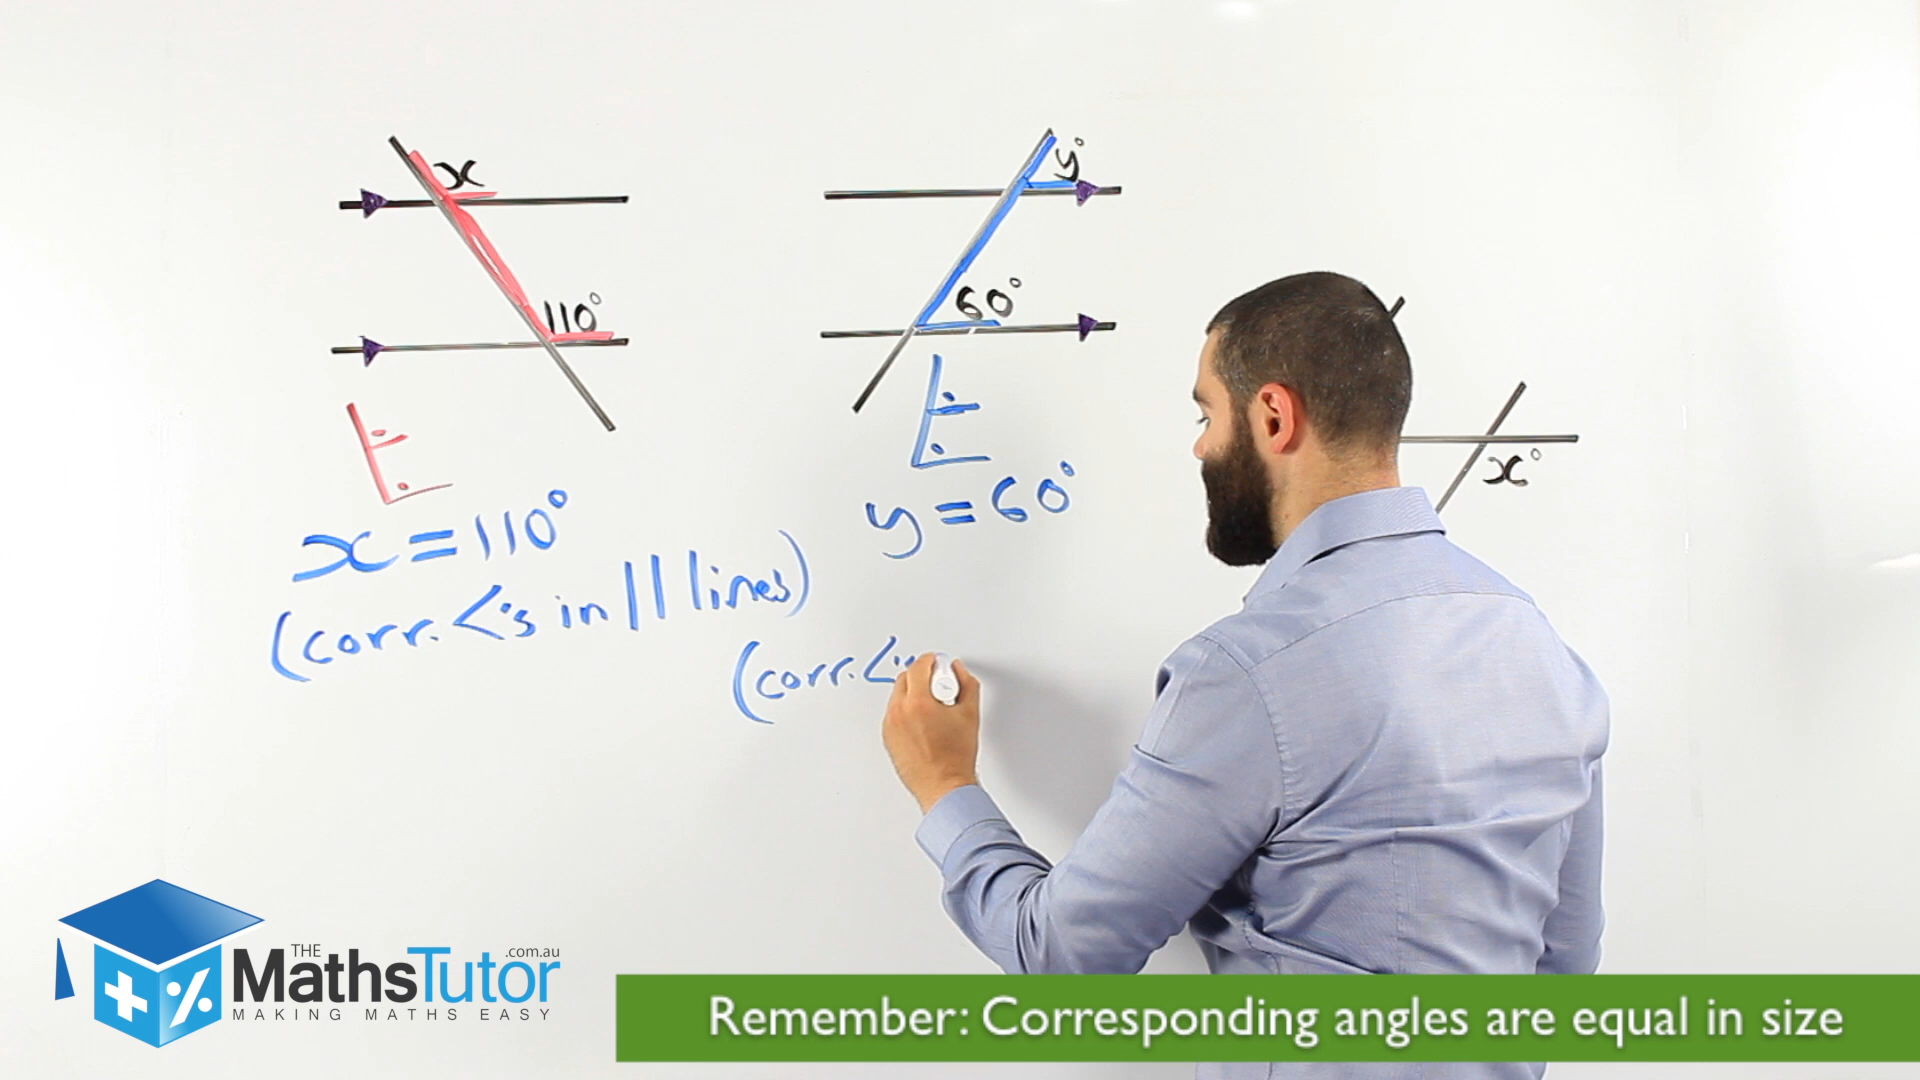 x
110°
x = 110°
(corr. <'s in || lines)
y°
60°
y = 60°
(corr. <'s
x°
THE
MathsTutor
.com.au
MAKING MATHS EASY
Remember: Corresponding angles are equal in size